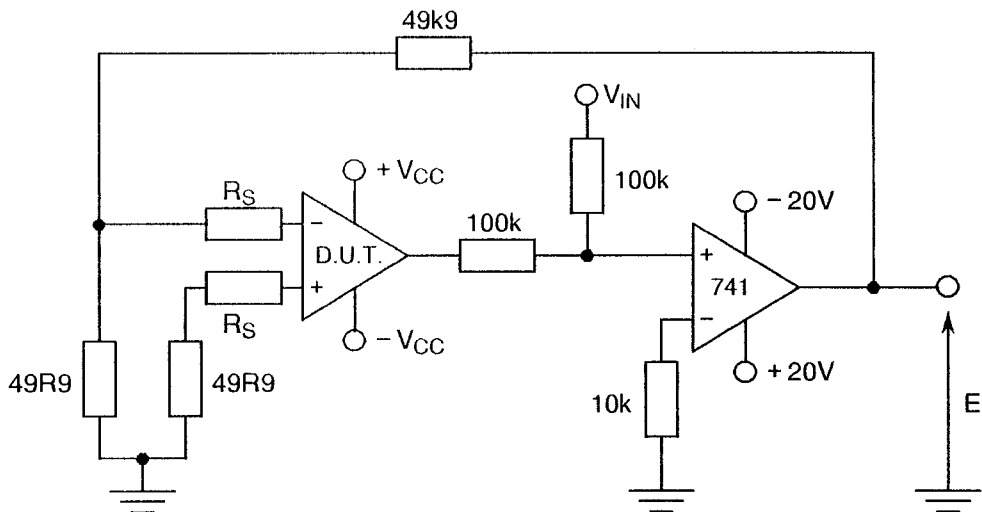 49k9
V_IN
100k
+ V_CC
R_S
− 20V
100k
−
D.U.T.
+
+
741
−
R_S
− V_CC
+ 20V
49R9
49R9
10k
E